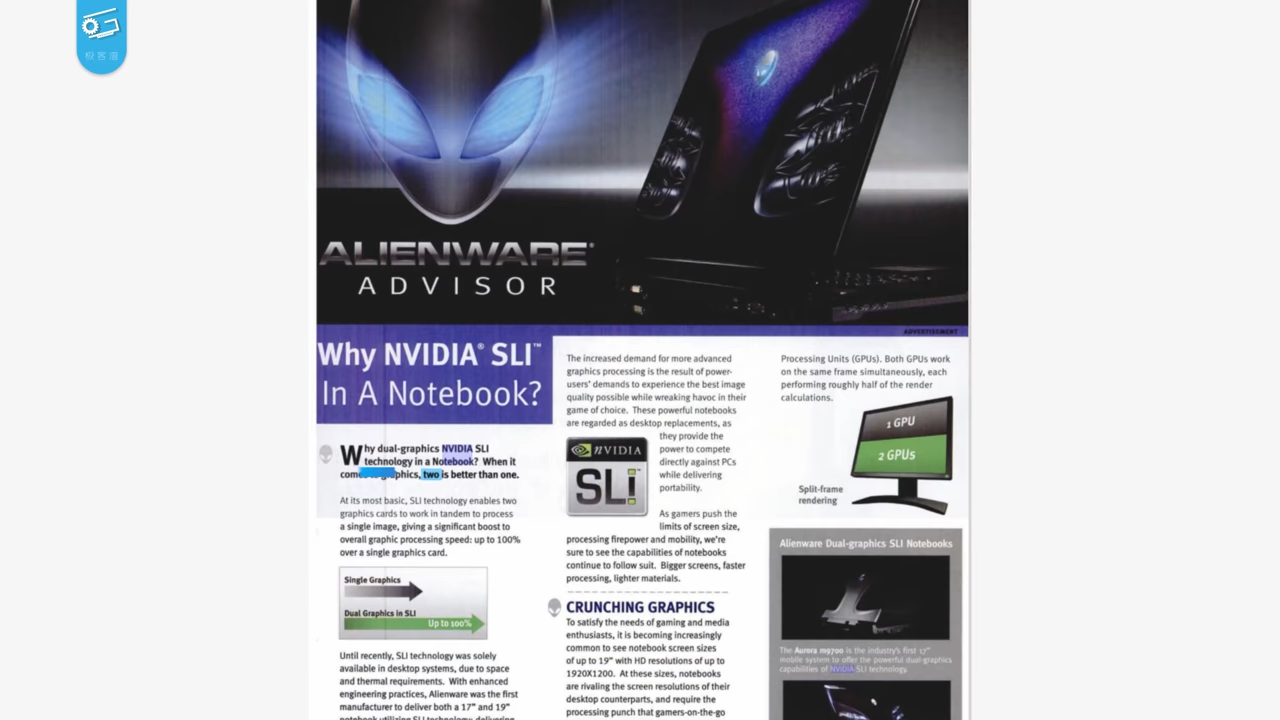 极客湾
ALIENWARE®
ADVISOR
ADVERTISEMENT
Why NVIDIA® SLI™
In A Notebook?
Why dual-graphics NVIDIA SLI
technology in a Notebook? When it
comes graphics, two is better than one.
At its most basic, SLI technology enables two
graphics cards to work in tandem to process
a single image, giving a significant boost to
overall graphic processing speed: up to 100%
over a single graphics card.
Single Graphics
Dual Graphics in SLI
Up to 100%
Until recently, SLI technology was solely
available in desktop systems, due to space
and thermal requirements. With enhanced
engineering practices, Alienware was the first
manufacturer to deliver both a 17" and 19"
notebook utilizing SLI technology; delivering
The increased demand for more advanced
graphics processing is the result of power-
users' demands to experience the best image
quality possible while wreaking havoc in their
game of choice. These powerful notebooks
are regarded as desktop replacements, as
they provide the
power to compete
directly against PCs
while delivering
portability.
NVIDIA
SLI™
As gamers push the
limits of screen size,
processing firepower and mobility, we're
sure to see the capabilities of notebooks
continue to follow suit. Bigger screens, faster
processing, lighter materials.
CRUNCHING GRAPHICS
To satisfy the needs of gaming and media
enthusiasts, it is becoming increasingly
common to see notebook screen sizes
of up to 19" with HD resolutions of up to
1920X1200. At these sizes, notebooks
are rivaling the screen resolutions of their
desktop counterparts, and require the
processing punch that gamers-on-the-go
Processing Units (GPUs). Both GPUs work
on the same frame simultaneously, each
performing roughly half of the render
calculations.
1 GPU
2 GPUs
Split-frame
rendering
Alienware Dual-graphics SLI Notebooks
The Aurora m9700 is the industry's first 17"
mobile system to offer the powerful dual-graphics
capabilities of NVIDIA SLI technology.